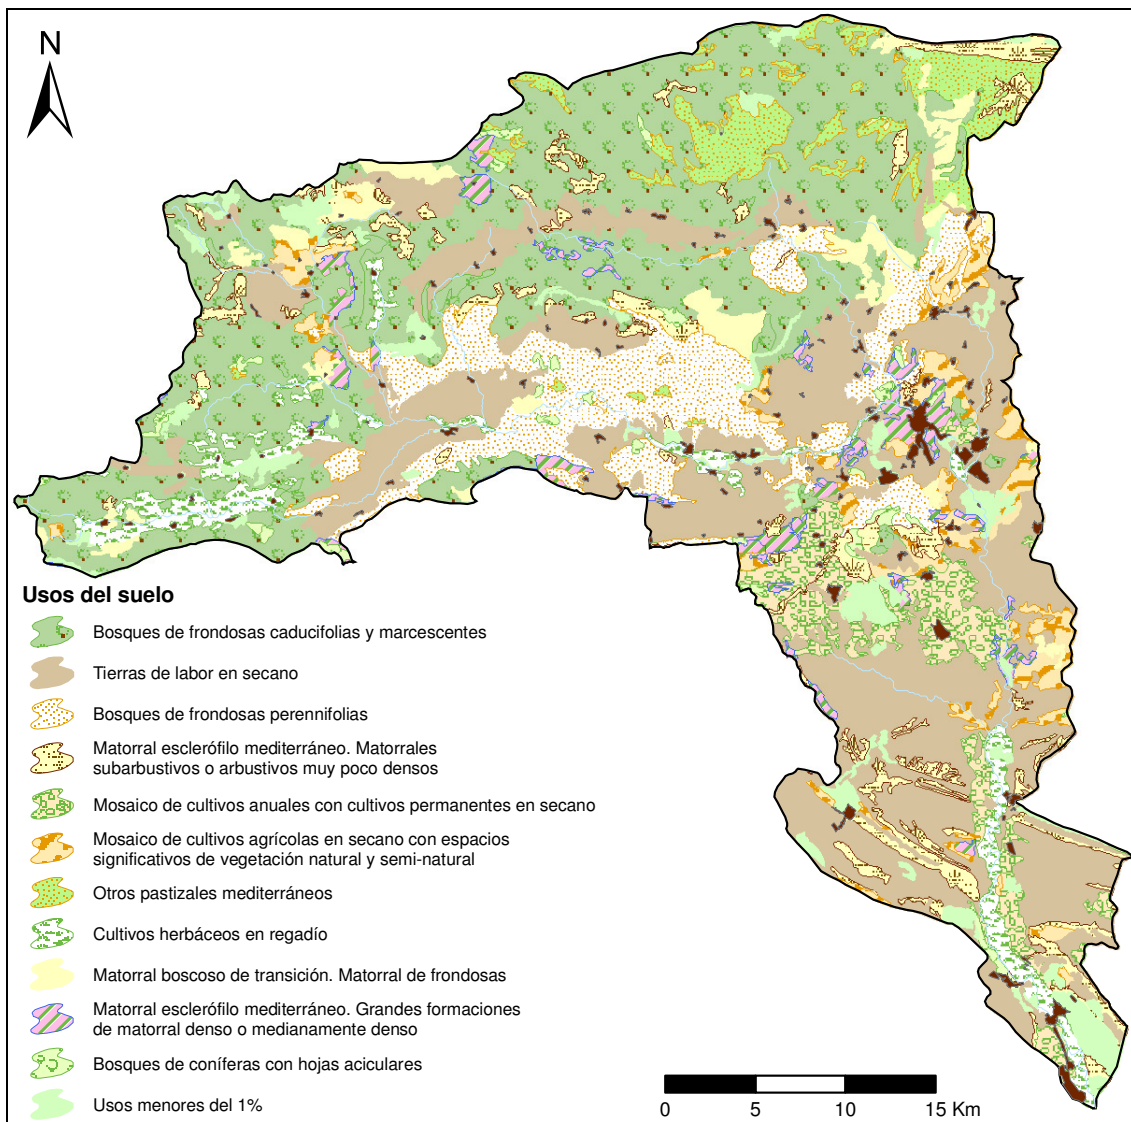 N
Usos del suelo
Bosques de frondosas caducifolias y marcescentes
Tierras de labor en secano
Bosques de frondosas perennifolias
Matorral esclerófilo mediterráneo. Matorrales
subarbustivos o arbustivos muy poco densos
Mosaico de cultivos anuales con cultivos permanentes en secano
Mosaico de cultivos agrícolas en secano con espacios
significativos de vegetación natural y semi-natural
Otros pastizales mediterráneos
Cultivos herbáceos en regadío
Matorral boscoso de transición. Matorral de frondosas
Matorral esclerófilo mediterráneo. Grandes formaciones
de matorral denso o medianamente denso
Bosques de coníferas con hojas aciculares
Usos menores del 1%
0 5 10 15 Km